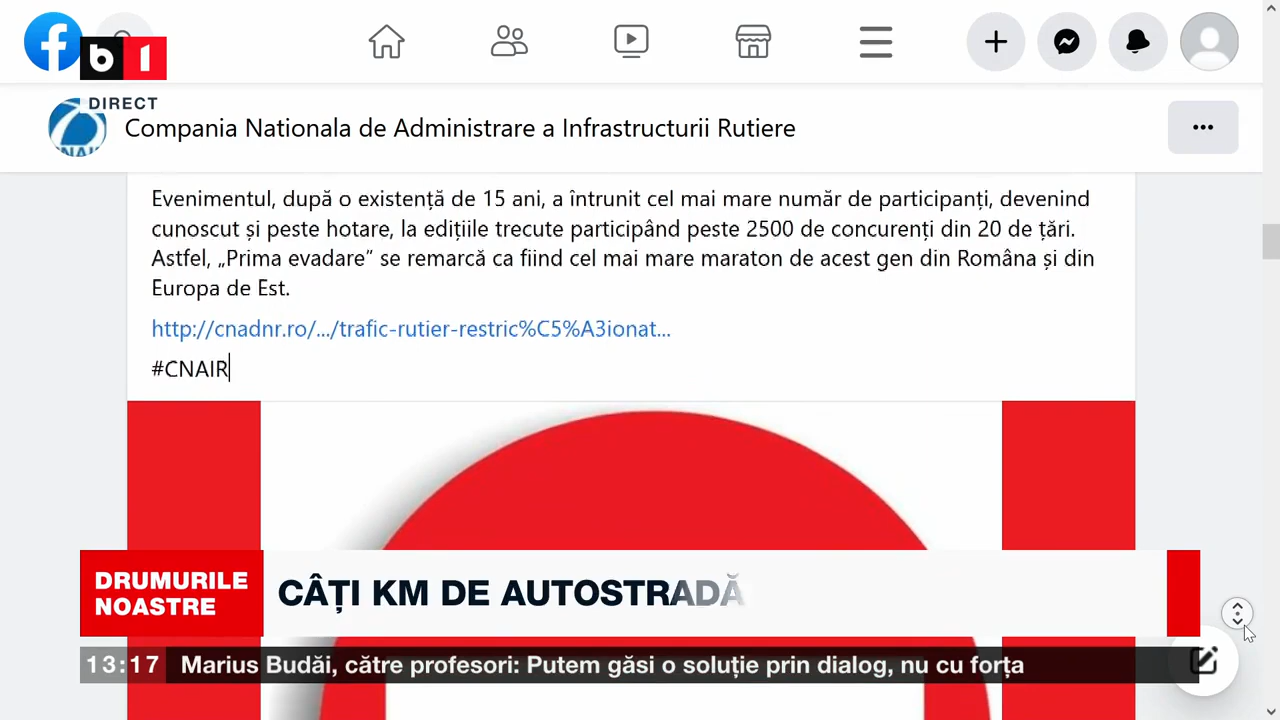 b1
DIRECT
CNAIR
Compania Nationala de Administrare a Infrastructurii Rutiere
Evenimentul, după o existență de 15 ani, a întrunit cel mai mare număr de participanți, devenind
cunoscut și peste hotare, la edițiile trecute participând peste 2500 de concurenți din 20 de țări.
Astfel, „Prima evadare” se remarcă ca fiind cel mai mare maraton de acest gen din Româna și din
Europa de Est.
http://cnadnr.ro/.../trafic-rutier-restric%C5%A3ionat...
#CNAIR
DRUMURILE
NOASTRE
CÂȚI KM DE AUTOSTRADĂ
13:17 Marius Budăi, către profesori: Putem găsi o soluție prin dialog, nu cu forța